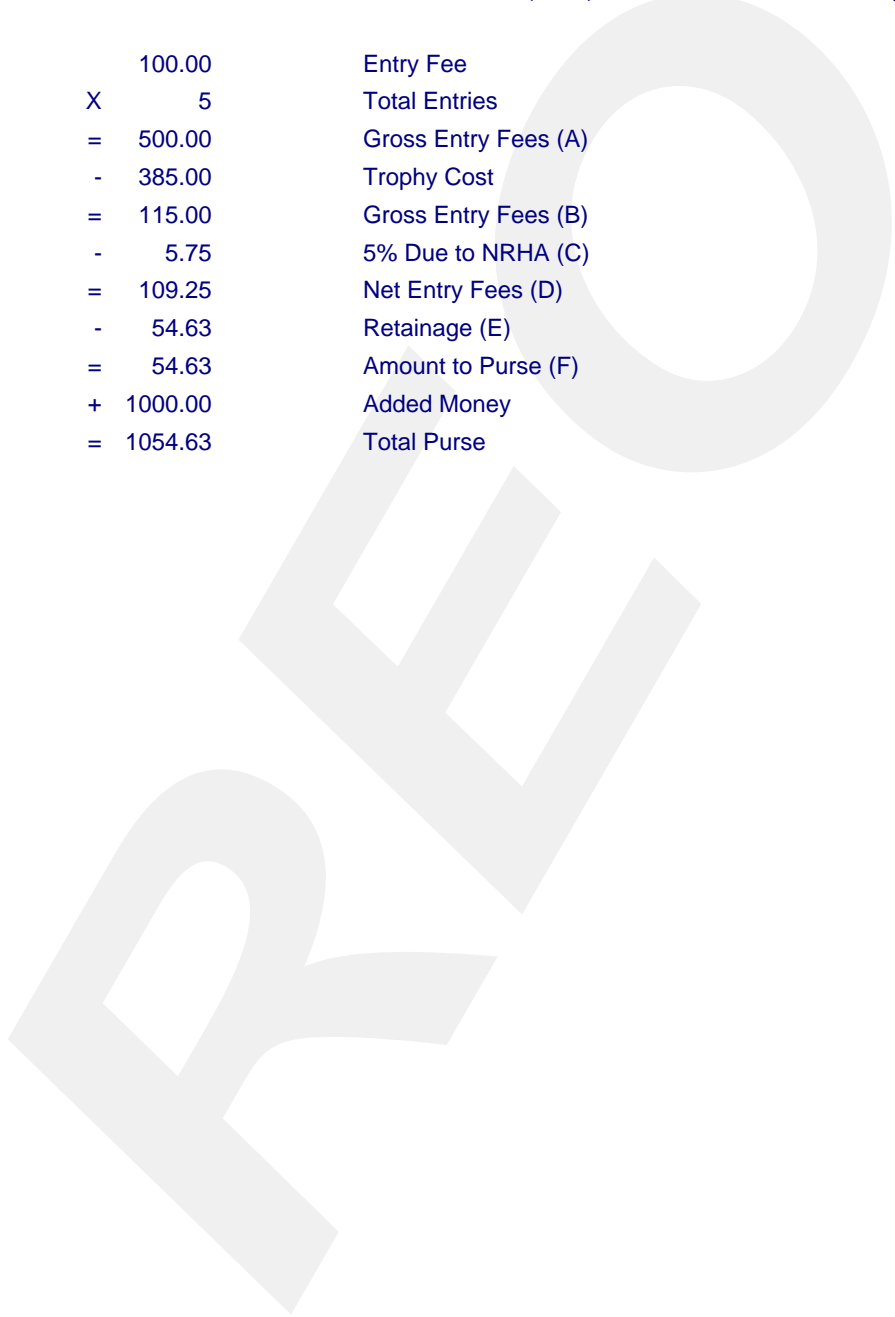 100.00 Entry Fee
X 5 Total Entries
= 500.00 Gross Entry Fees (A)
- 385.00 Trophy Cost
= 115.00 Gross Entry Fees (B)
- 5.75 5% Due to NRHA (C)
= 109.25 Net Entry Fees (D)
- 54.63 Retainage (E)
= 54.63 Amount to Purse (F)
+ 1000.00 Added Money
= 1054.63 Total Purse
REO